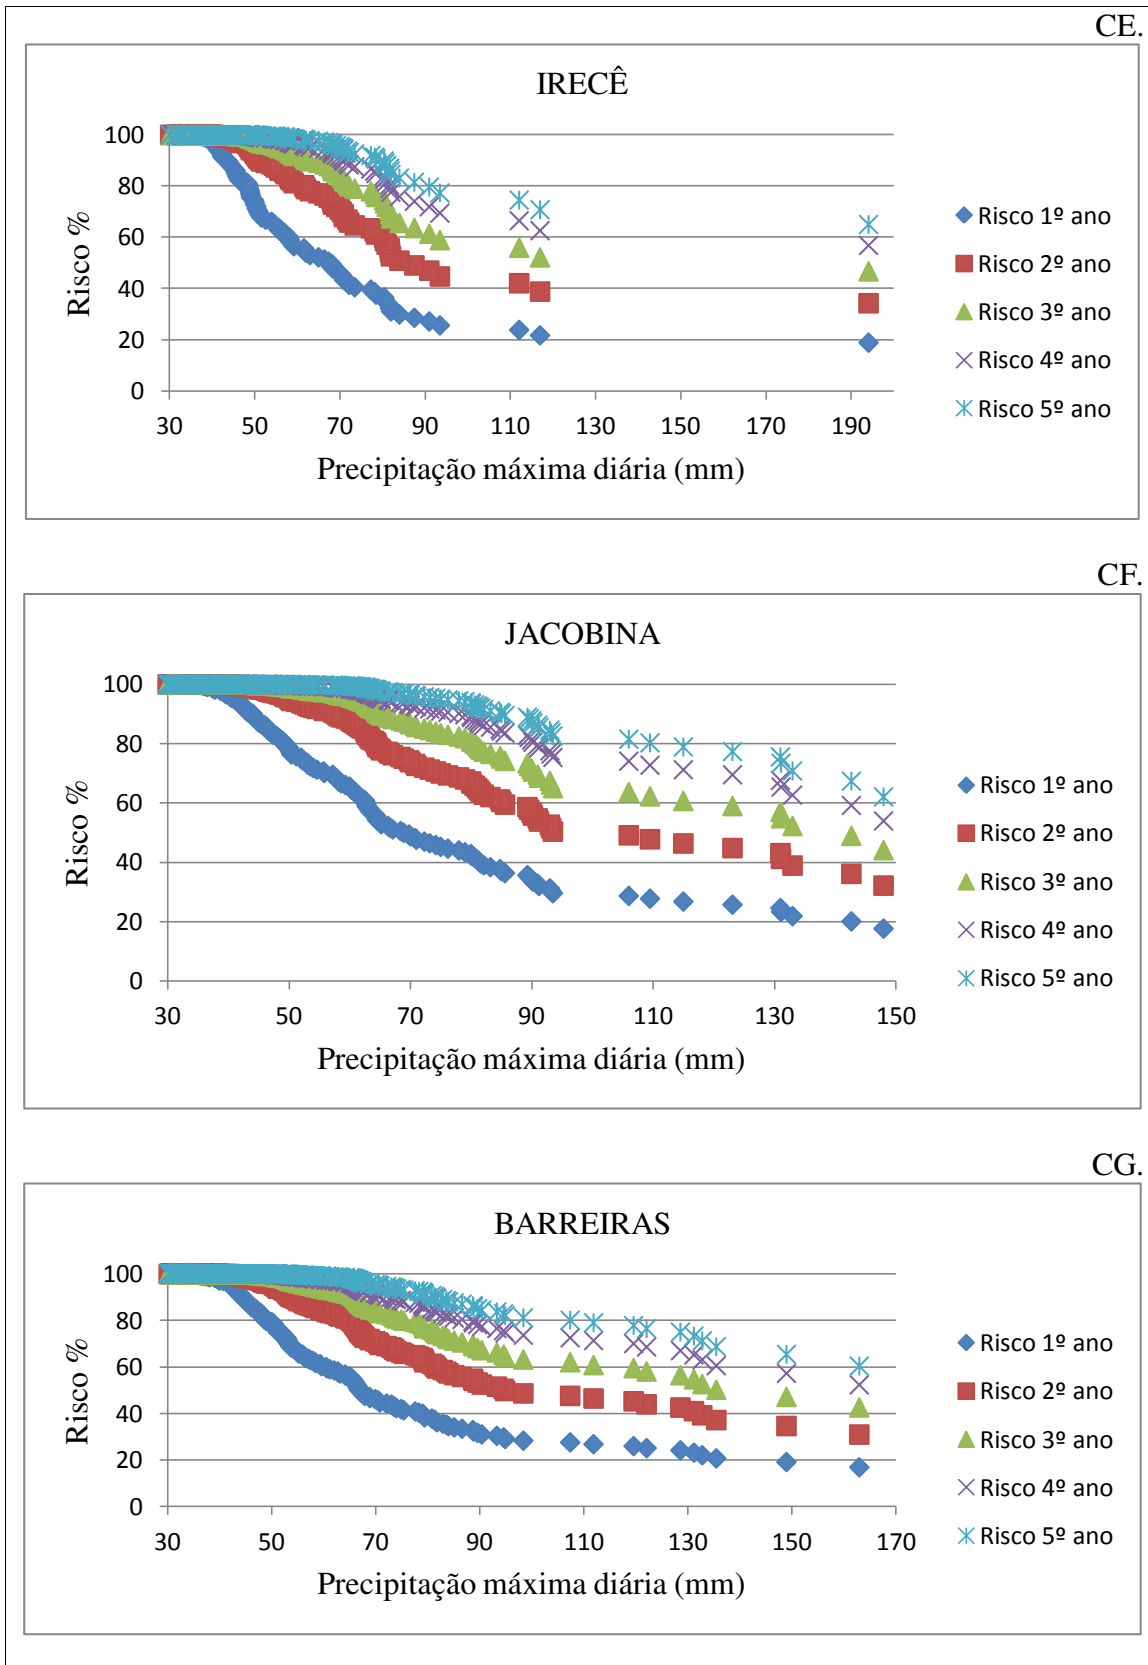 CE.
IRECÊ
100
80
60
40
20
0
Risco %
30 50 70 90 110 130 150 170 190
Precipitação máxima diária (mm)
Risco 1º ano
Risco 2º ano
Risco 3º ano
Risco 4º ano
Risco 5º ano
CF.
JACOBINA
100
80
60
40
20
0
Risco %
30 50 70 90 110 130 150
Precipitação máxima diária (mm)
Risco 1º ano
Risco 2º ano
Risco 3º ano
Risco 4º ano
Risco 5º ano
CG.
BARREIRAS
100
80
60
40
20
0
Risco %
30 50 70 90 110 130 150 170
Precipitação máxima diária (mm)
Risco 1º ano
Risco 2º ano
Risco 3º ano
Risco 4º ano
Risco 5º ano